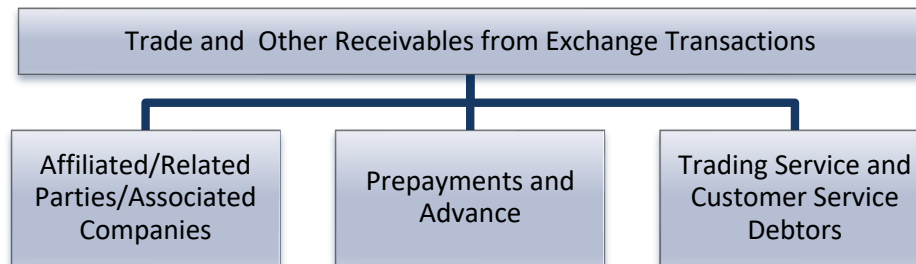 Trade and  Other Receivables from Exchange Transactions
Affiliated/Related
Parties/Associated
Companies
Prepayments and
Advance
Trading Service and
Customer Service
Debtors